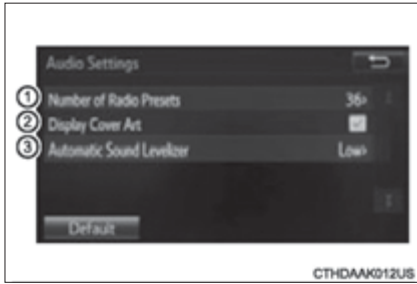 Audio Settings
1 Number of Radio Presets 36>
2 Display Cover Art
3 Automatic Sound Levelizer Low>
Default
CTHDAAK012US